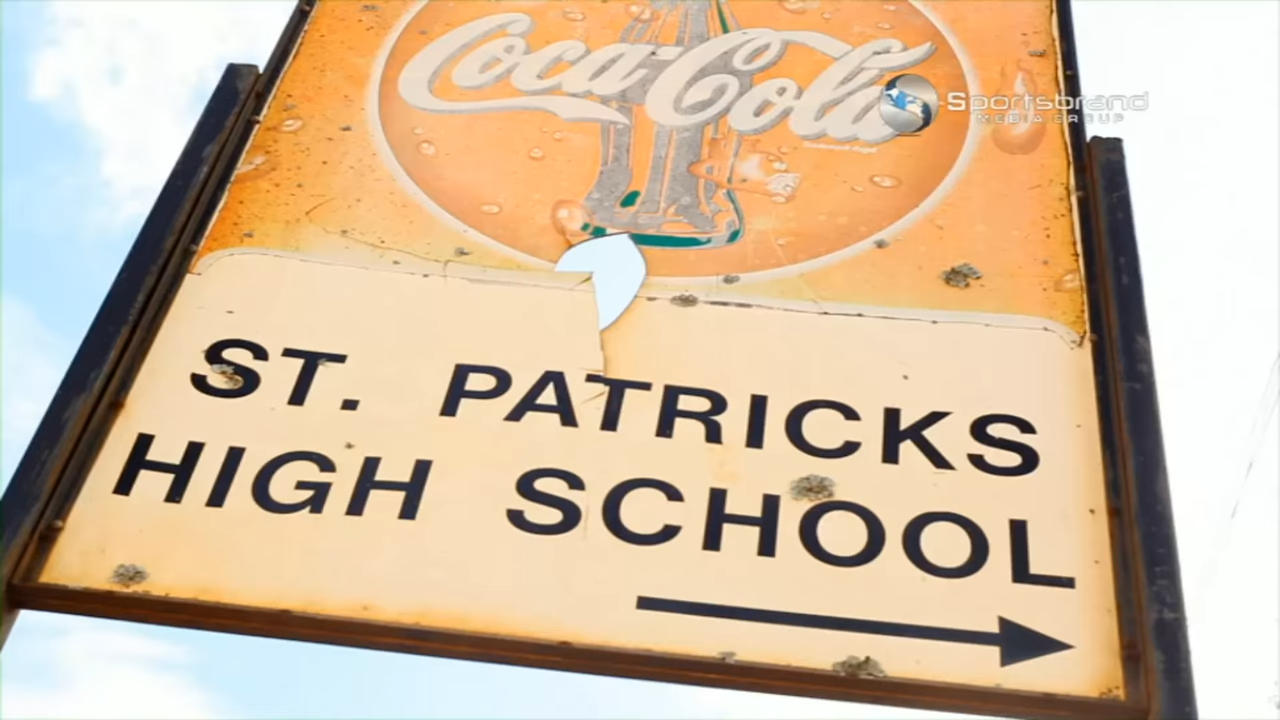 Coca-Cola
Sportsbrand
MEDIA GROUP
ST. PATRICKS
HIGH SCHOOL